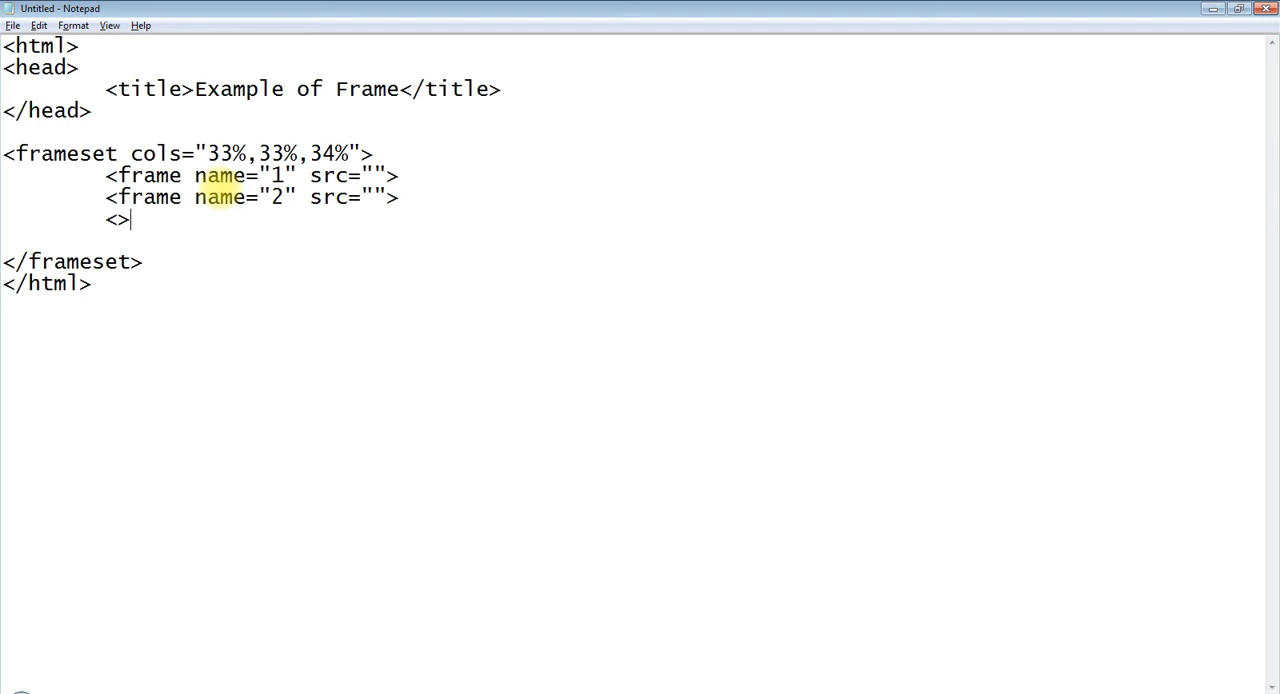 Untitled - Notepad
File Edit Format View Help
<html>
<head>
<title>Example of Frame</title>
</head>
<frameset cols="33%,33%,34%">
<frame name="1" src="">
<frame name="2" src="">
<>
</frameset>
</html>